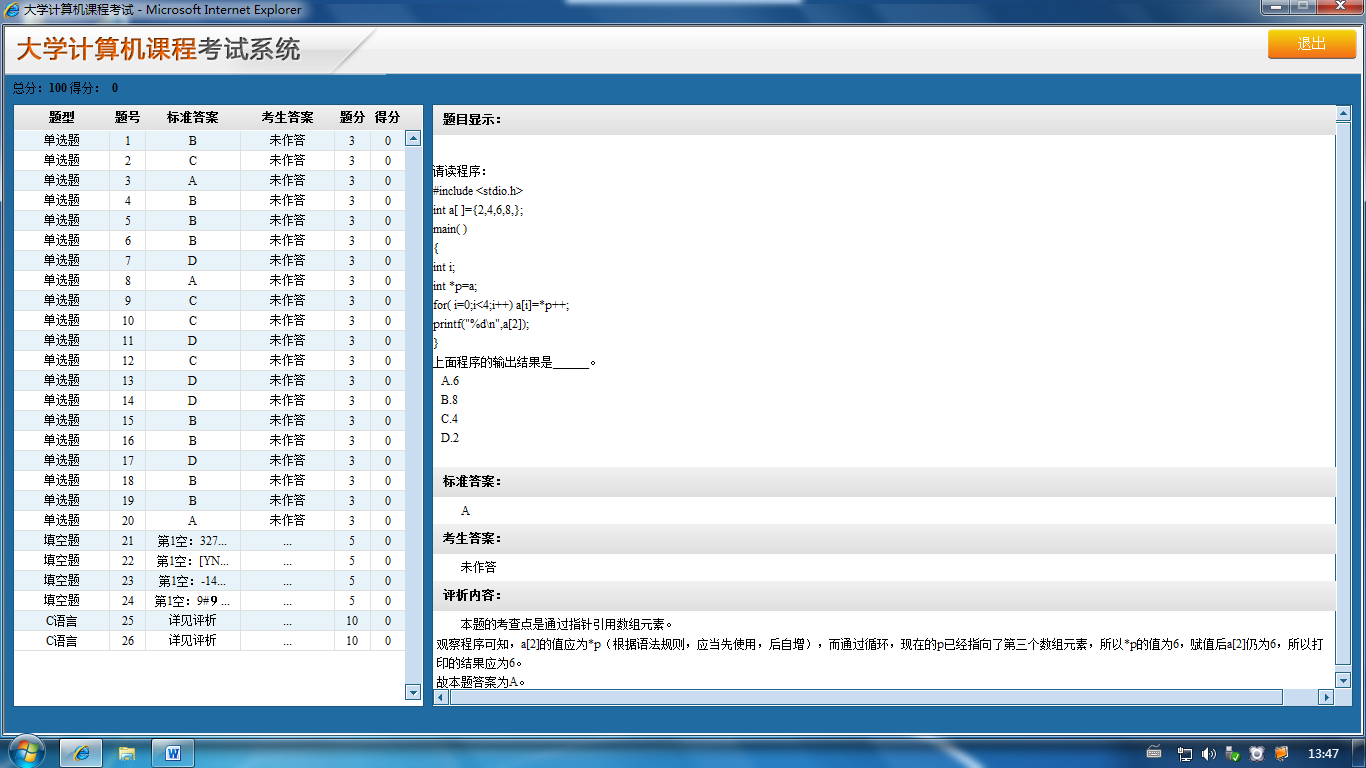 大学计算机课程考试 - Microsoft Internet Explorer
大学计算机课程考试系统
退出
总分：100 得分： 0
题型 题号 标准答案 考生答案 题分 得分
单选题 1 B 未作答 3 0
单选题 2 C 未作答 3 0
单选题 3 A 未作答 3 0
单选题 4 B 未作答 3 0
单选题 5 B 未作答 3 0
单选题 6 B 未作答 3 0
单选题 7 D 未作答 3 0
单选题 8 A 未作答 3 0
单选题 9 C 未作答 3 0
单选题 10 C 未作答 3 0
单选题 11 D 未作答 3 0
单选题 12 C 未作答 3 0
单选题 13 D 未作答 3 0
单选题 14 D 未作答 3 0
单选题 15 B 未作答 3 0
单选题 16 B 未作答 3 0
单选题 17 D 未作答 3 0
单选题 18 B 未作答 3 0
单选题 19 B 未作答 3 0
单选题 20 A 未作答 3 0
填空题 21 第1空：327... ... 5 0
填空题 22 第1空：[YN... ... 5 0
填空题 23 第1空：-14... ... 5 0
填空题 24 第1空：9#9 ... ... 5 0
C语言 25 详见评析 ... 10 0
C语言 26 详见评析 ... 10 0
题目显示：
请读程序：
#include <stdio.h>
int a[ ]={2,4,6,8,};
main( )
{
int i;
int *p=a;
for( i=0;i<4;i++) a[i]=*p++;
printf("%d\n",a[2]);
}
上面程序的输出结果是______。
A.6
B.8
C.4
D.2
标准答案：
A
考生答案：
未作答
评析内容：
本题的考查点是通过指针引用数组元素。
观察程序可知，a[2]的值应为*p（根据语法规则，应当先使用，后自增），而通过循环，现在的p已经指向了第三个数组元素，所以*p的值为6，赋值后a[2]仍为6，所以打
印的结果应为6。
故本题答案为A。
13:47